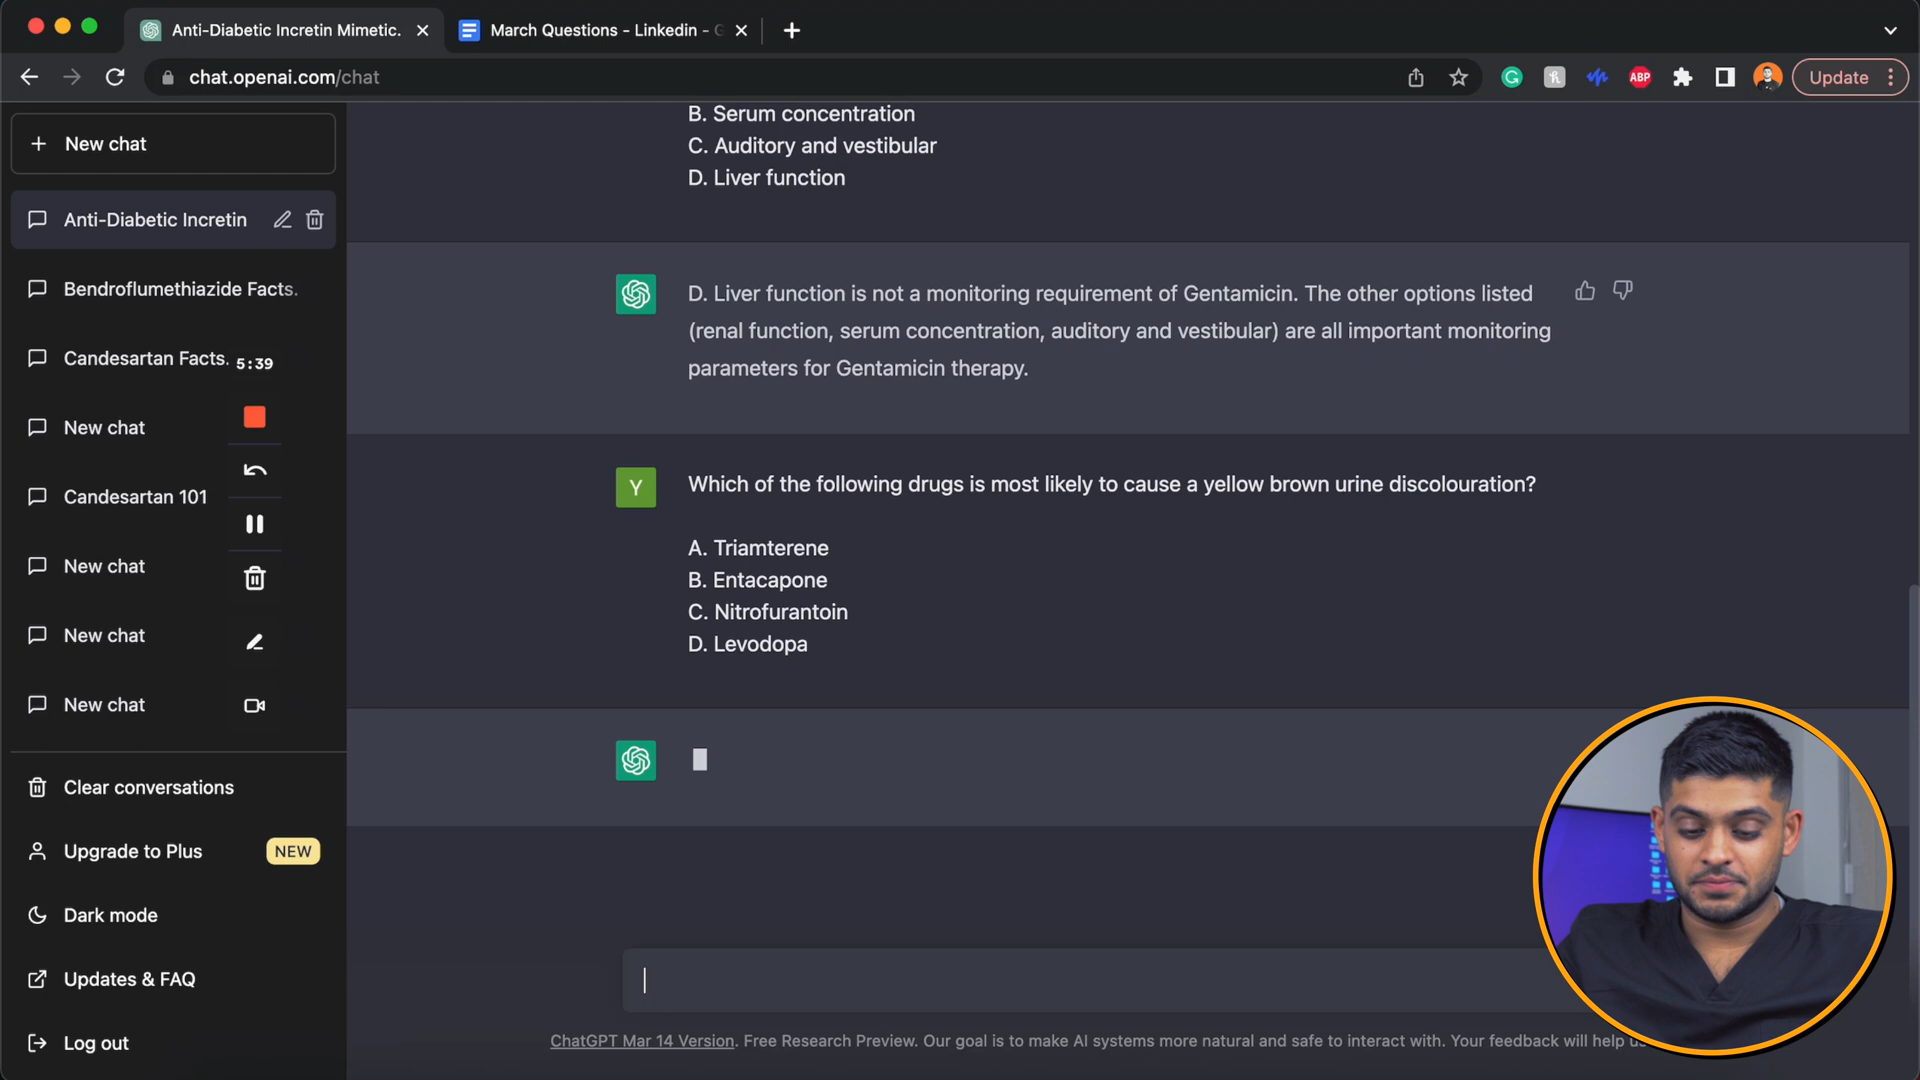 Anti-Diabetic Incretin Mimetic.
March Questions - Linkedin - G
chat.openai.com/chat
ABP
Update
New chat
Anti-Diabetic Incretin
Bendroflumethiazide Facts.
Candesartan Facts.
5:39
New chat
Candesartan 101
New chat
New chat
New chat
Clear conversations
Upgrade to Plus
NEW
Dark mode
Updates & FAQ
Log out
B. Serum concentration
C. Auditory and vestibular
D. Liver function
D. Liver function is not a monitoring requirement of Gentamicin. The other options listed
(renal function, serum concentration, auditory and vestibular) are all important monitoring
parameters for Gentamicin therapy.
Y
Which of the following drugs is most likely to cause a yellow brown urine discolouration?
A. Triamterene
B. Entacapone
C. Nitrofurantoin
D. Levodopa
ChatGPT Mar 14 Version. Free Research Preview. Our goal is to make AI systems more natural and safe to interact with. Your feedback will help